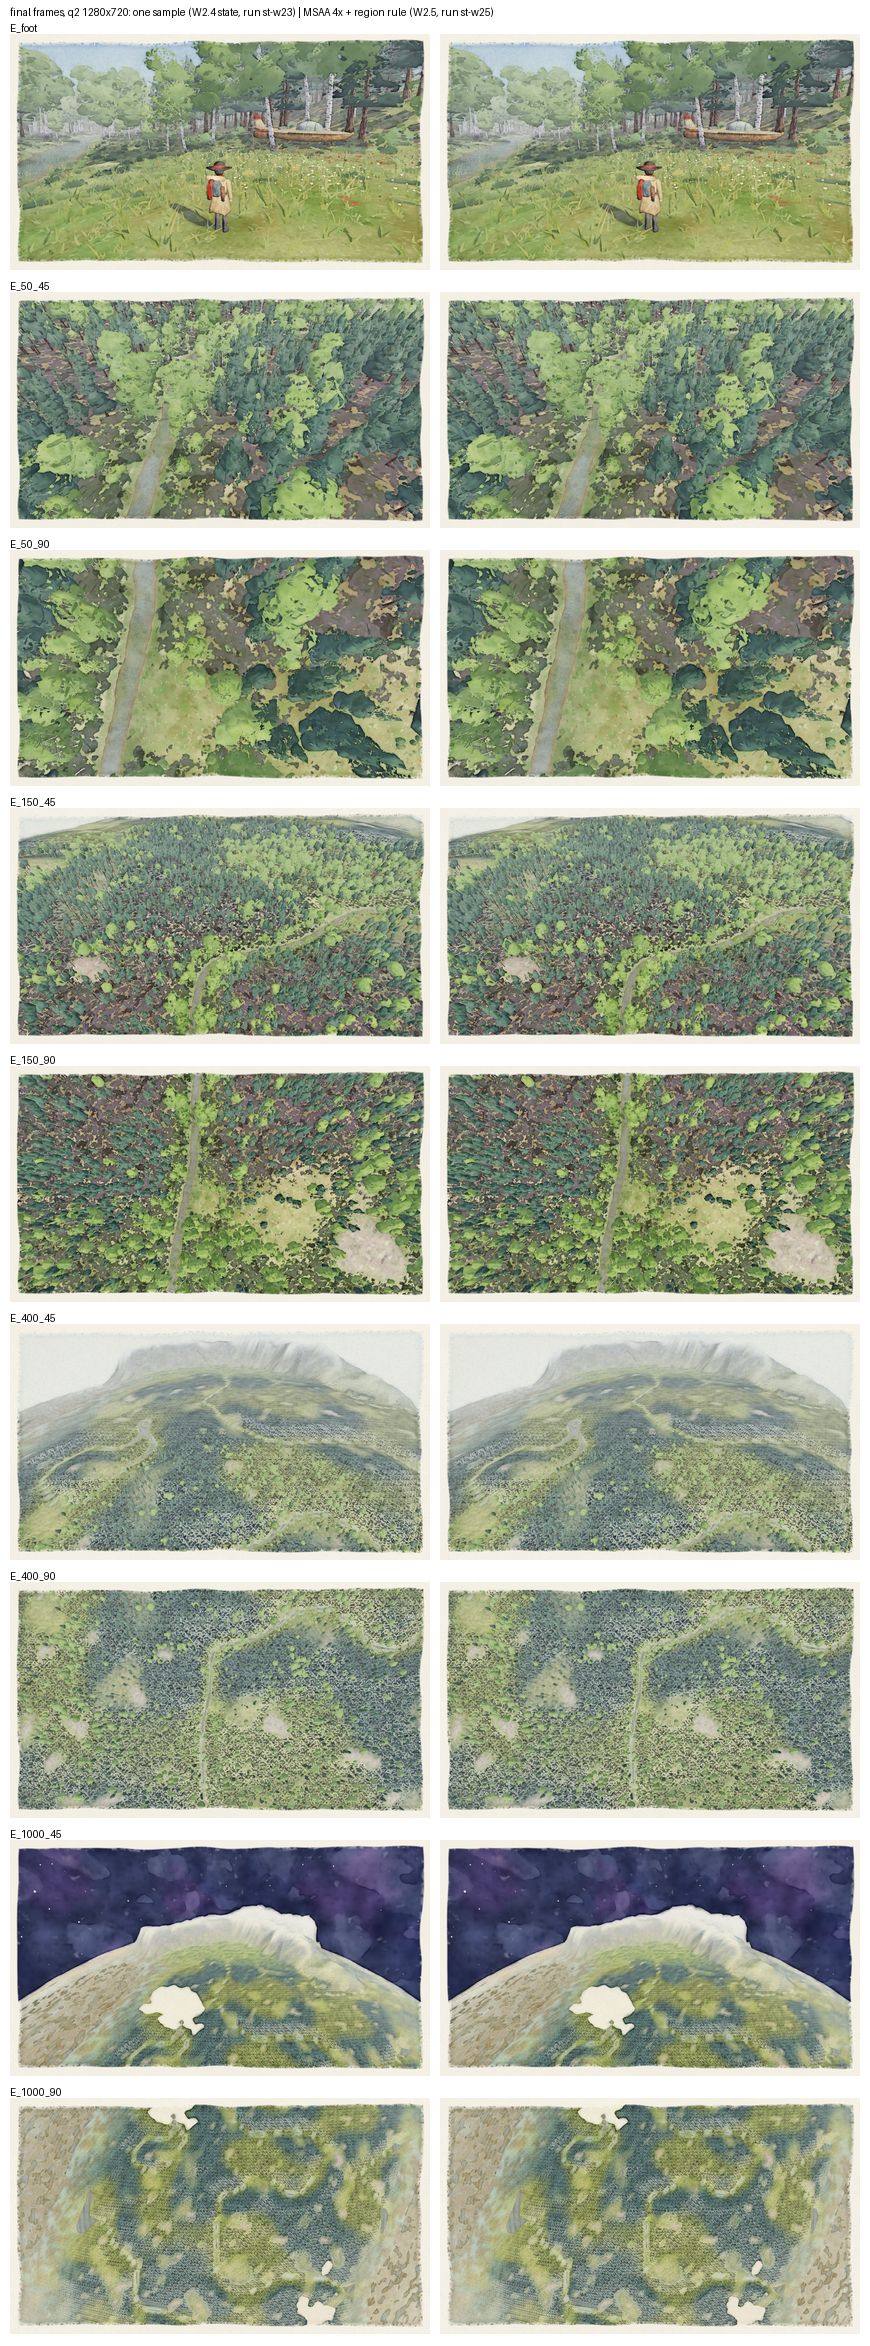 final frames, q2 1280x720: one sample (W2.4 state, run st-w23) | MSAA 4x + region rule (W2.5, run st-w25)
E_foot
E_50_45
E_50_90
E_150_45
E_150_90
E_400_45
E_400_90
E_1000_45
E_1000_90